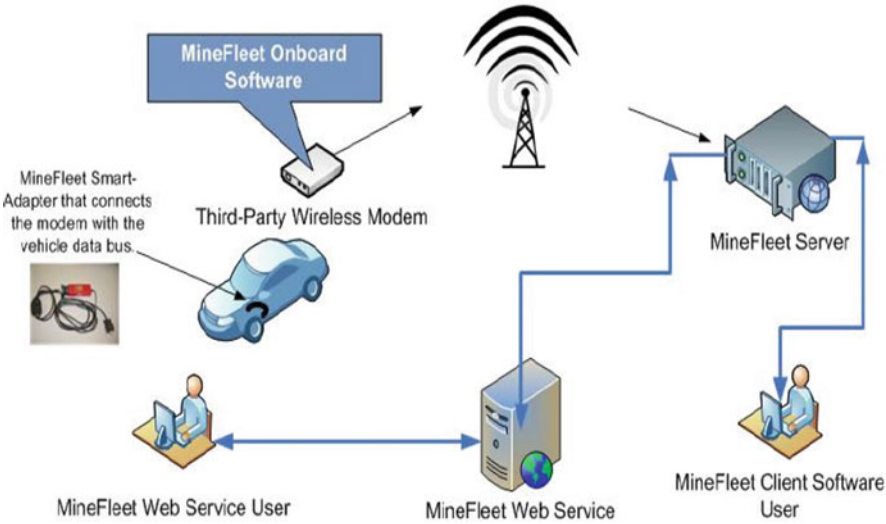 MineFleet Onboard
Software
MineFleet Smart-
Adapter that connects
the modem with the
vehicle data bus.
Third-Party Wireless Modem
MineFleet Server
MineFleet Web Service User
MineFleet Web Service
MineFleet Client Software
User